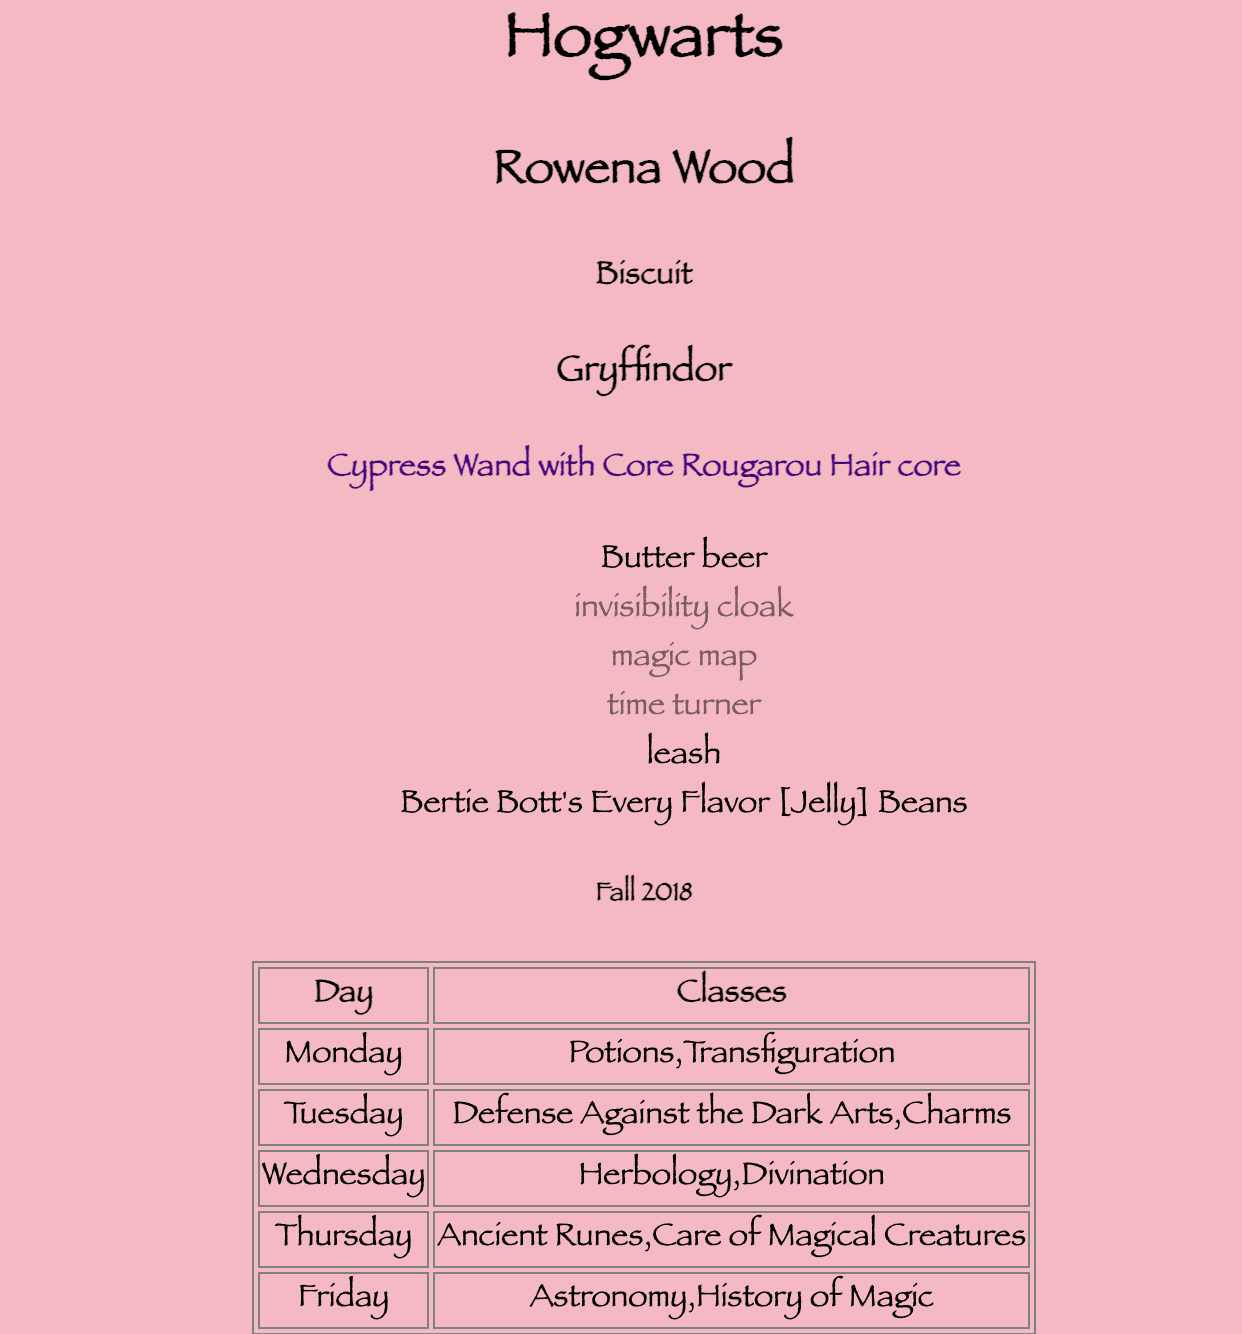 Hogwarts
Rowena Wood
Biscuit
Gryffindor
Cypress Wand with Core Rougarou Hair core
Butter beer
invisibility cloak
magic map
time turner
leash
Bertie Bott's Every Flavor [Jelly] Beans
Fall 2018
Day Classes
Monday Potions,Transfiguration
Tuesday Defense Against the Dark Arts,Charms
Wednesday Herbology,Divination
Thursday Ancient Runes,Care of Magical Creatures
Friday Astronomy,History of Magic